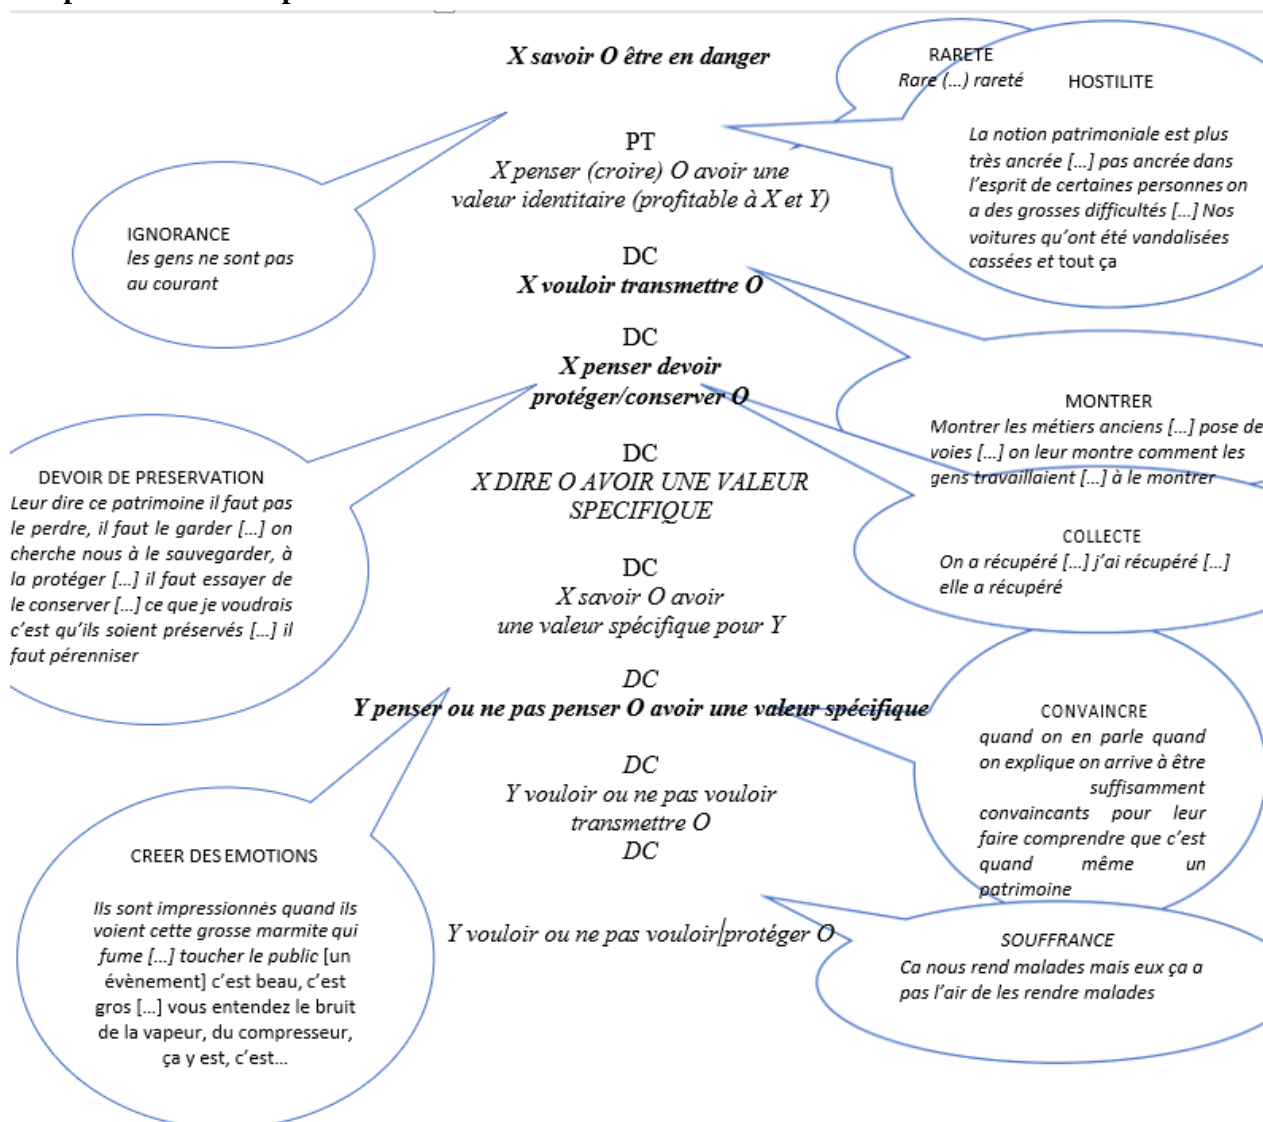 X savoir O être en danger
PT
X penser (croire) O avoir une
valeur identitaire (profitable à X et Y)
DC
X vouloir transmettre O
DC
X penser devoir
protéger/conserver O
DC
X DIRE O AVOIR UNE VALEUR
SPECIFIQUE
DC
X savoir O avoir
une valeur spécifique pour Y
DC
Y penser ou ne pas penser O avoir une valeur spécifique
DC
Y vouloir ou ne pas vouloir
transmettre O
DC
Y vouloir ou ne pas vouloir protéger O
RARETE
Rare (…) rareté
HOSTILITE
La notion patrimoniale est plus
très ancrée […] pas ancrée dans
l’esprit de certaines personnes on
a des grosses difficultés […] Nos
voitures qu’ont été vandalisées
cassées et tout ça
IGNORANCE
les gens ne sont pas
au courant
MONTRER
Montrer les métiers anciens […] pose de
voies […] on leur montre comment les
gens travaillaient […] à le montrer
DEVOIR DE PRESERVATION
Leur dire ce patrimoine il faut pas
le perdre, il faut le garder […] on
cherche nous à le sauvegarder, à
la protéger […] il faut essayer de
le conserver […] ce que je voudrais
c’est qu’ils soient préservés […] il
faut pérenniser
COLLECTE
On a récupéré […] j’ai récupéré […]
elle a récupéré
CONVAINCRE
quand on en parle quand
on explique on arrive à être
suffisamment
convaincants pour leur
faire comprendre que c’est
quand même un
patrimoine
CREER DES EMOTIONS
Ils sont impressionnés quand ils
voient cette grosse marmite qui
fume […] toucher le public [un
évènement] c’est beau, c’est
gros […] vous entendez le bruit
de la vapeur, du compresseur,
ça y est, c’est…
SOUFFRANCE
Ca nous rend malades mais eux ça a
pas l’air de les rendre malades